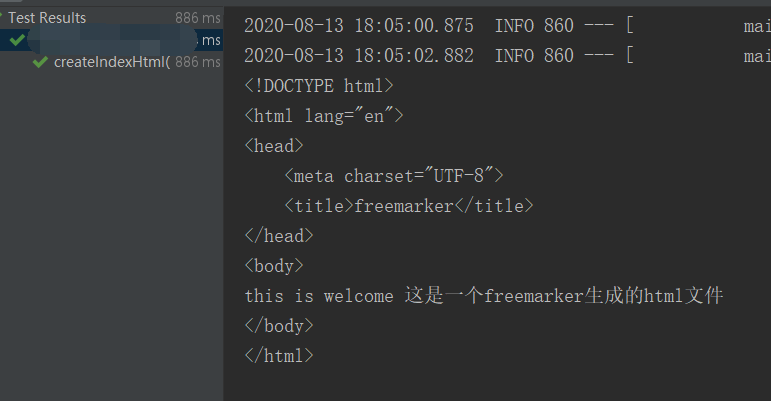 Test Results 886 ms
ms
createIndexHtml( 886 ms
2020-08-13 18:05:00.875  INFO 860 --- [           mai
2020-08-13 18:05:02.882  INFO 860 --- [           mai
<!DOCTYPE html>
<html lang="en">
<head>
    <meta charset="UTF-8">
    <title>freemarker</title>
</head>
<body>
this is welcome 这是一个freemarker生成的html文件
</body>
</html>